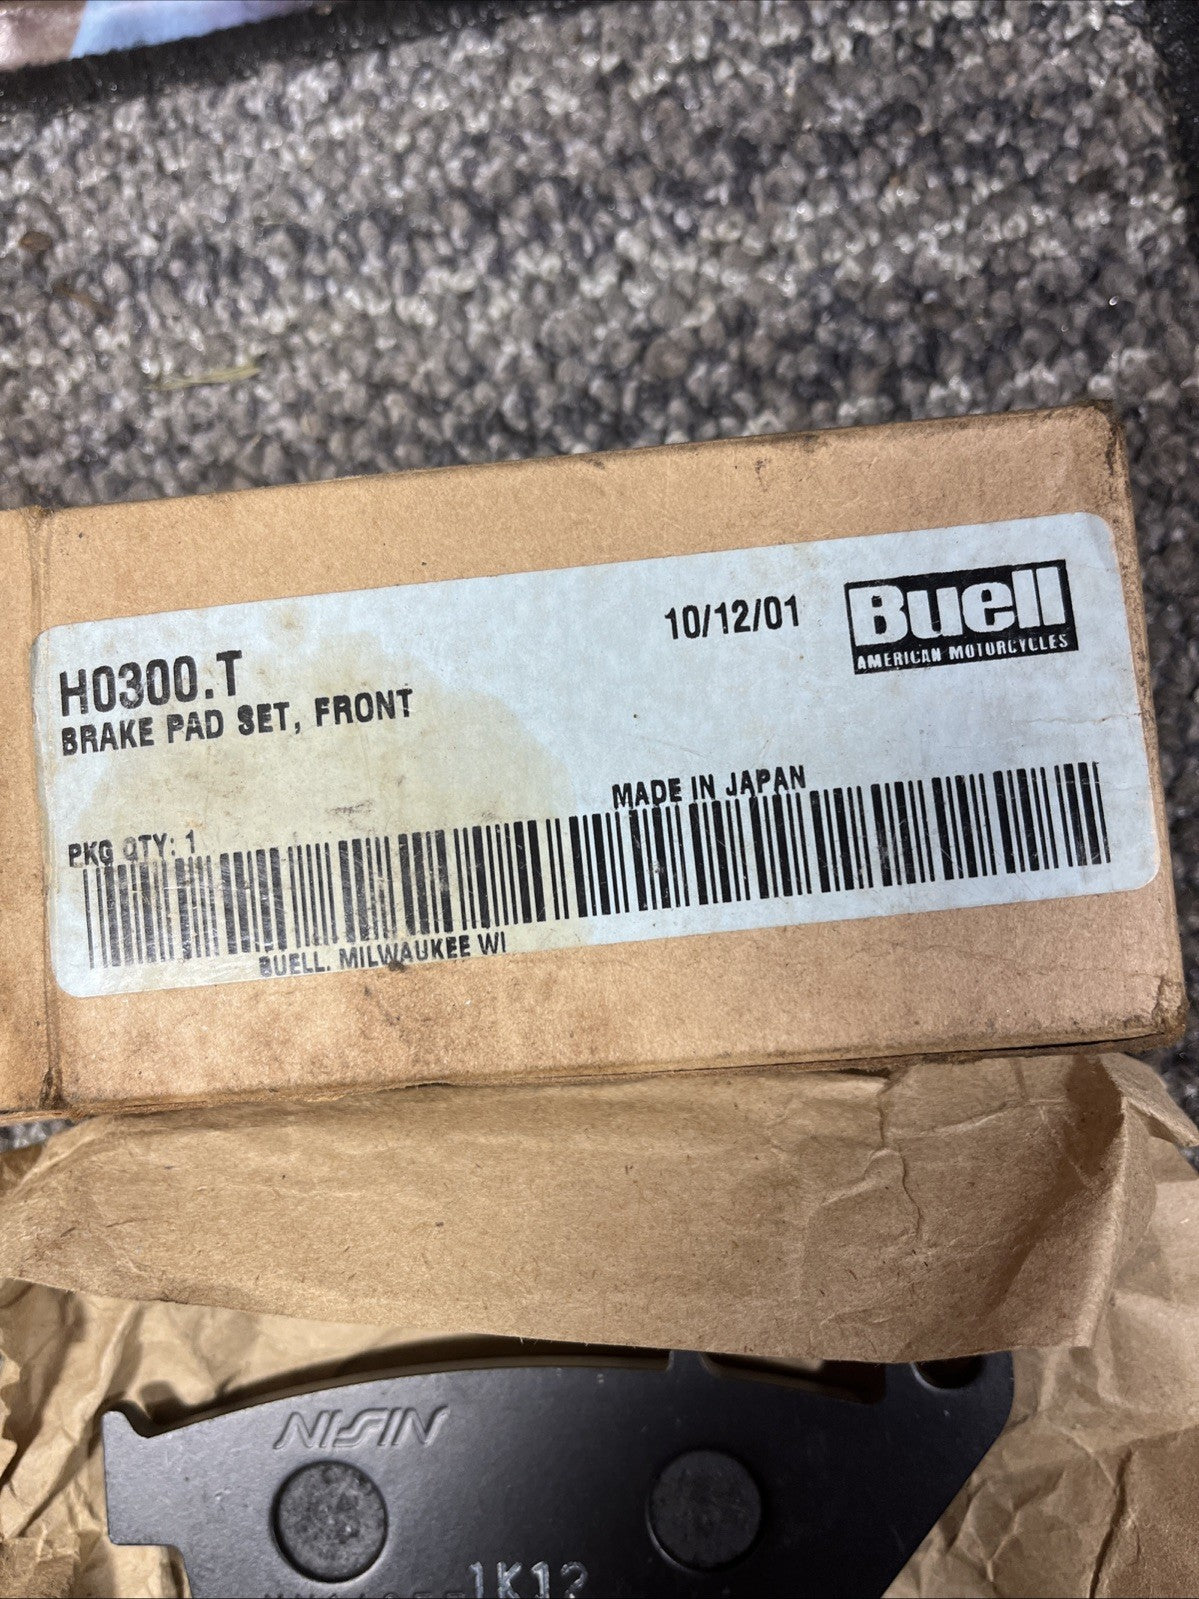 Buell
AMERICAN MOTORCYCLES
10/12/01
H0300.T
BRAKE PAD SET, FRONT
MADE IN JAPAN
PKG QTY: 1
BUELL. MILWAUKEE WI
NISIN
1K12